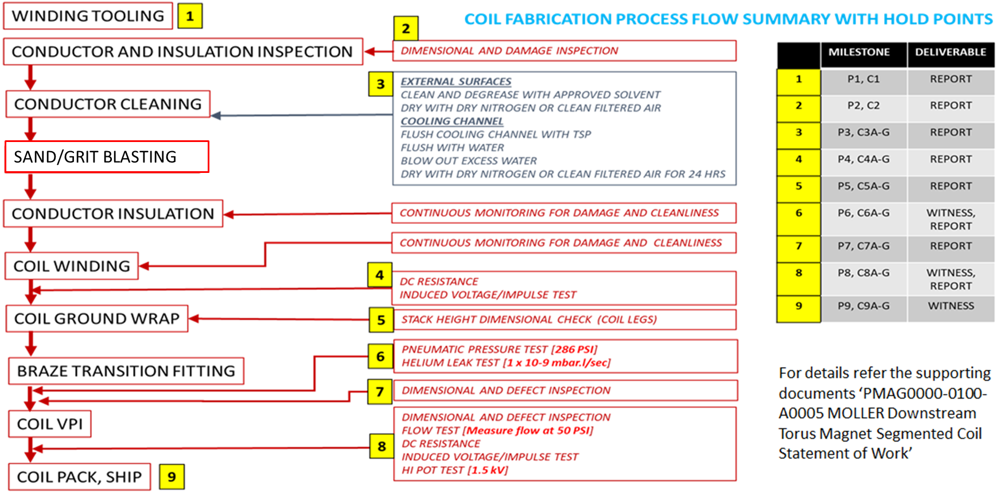 COIL FABRICATION PROCESS FLOW SUMMARY WITH HOLD POINTS
WINDING TOOLING
1
2
CONDUCTOR AND INSULATION INSPECTION
DIMENSIONAL AND DAMAGE INSPECTION
CONDUCTOR CLEANING
3
EXTERNAL SURFACES
CLEAN AND DEGREASE WITH APPROVED SOLVENT
DRY WITH DRY NITROGEN OR CLEAN FILTERED AIR
COOLING CHANNEL
FLUSH COOLING CHANNEL WITH TSP
FLUSH WITH WATER
BLOW OUT EXCESS WATER
DRY WITH DRY NITROGEN OR CLEAN FILTERED AIR FOR 24 HRS
SAND/GRIT BLASTING
CONDUCTOR INSULATION
CONTINUOUS MONITORING FOR DAMAGE AND CLEANLINESS
COIL WINDING
CONTINUOUS MONITORING FOR DAMAGE AND CLEANLINESS
4
DC RESISTANCE
INDUCED VOLTAGE/IMPULSE TEST
COIL GROUND WRAP
5
STACK HEIGHT DIMENSIONAL CHECK (COIL LEGS)
BRAZE TRANSITION FITTING
6
PNEUMATIC PRESSURE TEST [286 PSI]
HELIUM LEAK TEST [1 x 10-9 mbar.l/sec]
7
DIMENSIONAL AND DEFECT INSPECTION
COIL VPI
8
DIMENSIONAL AND DEFECT INSPECTION
FLOW TEST [Measure flow at 50 PSI]
DC RESISTANCE
INDUCED VOLTAGE/IMPULSE TEST
HI POT TEST [1.5 kV]
COIL PACK, SHIP
9
MILESTONE DELIVERABLE
1 P1, C1 REPORT
2 P2, C2 REPORT
3 P3, C3A-G REPORT
4 P4, C4A-G REPORT
5 P5, C5A-G REPORT
6 P6, C6A-G WITNESS,
REPORT
7 P7, C7A-G REPORT
8 P8, C8A-G WITNESS,
REPORT
9 P9, C9A-G WITNESS
For details refer the supporting
documents ‘PMAG0000-0100-
A0005 MOLLER Downstream
Torus Magnet Segmented Coil
Statement of Work’